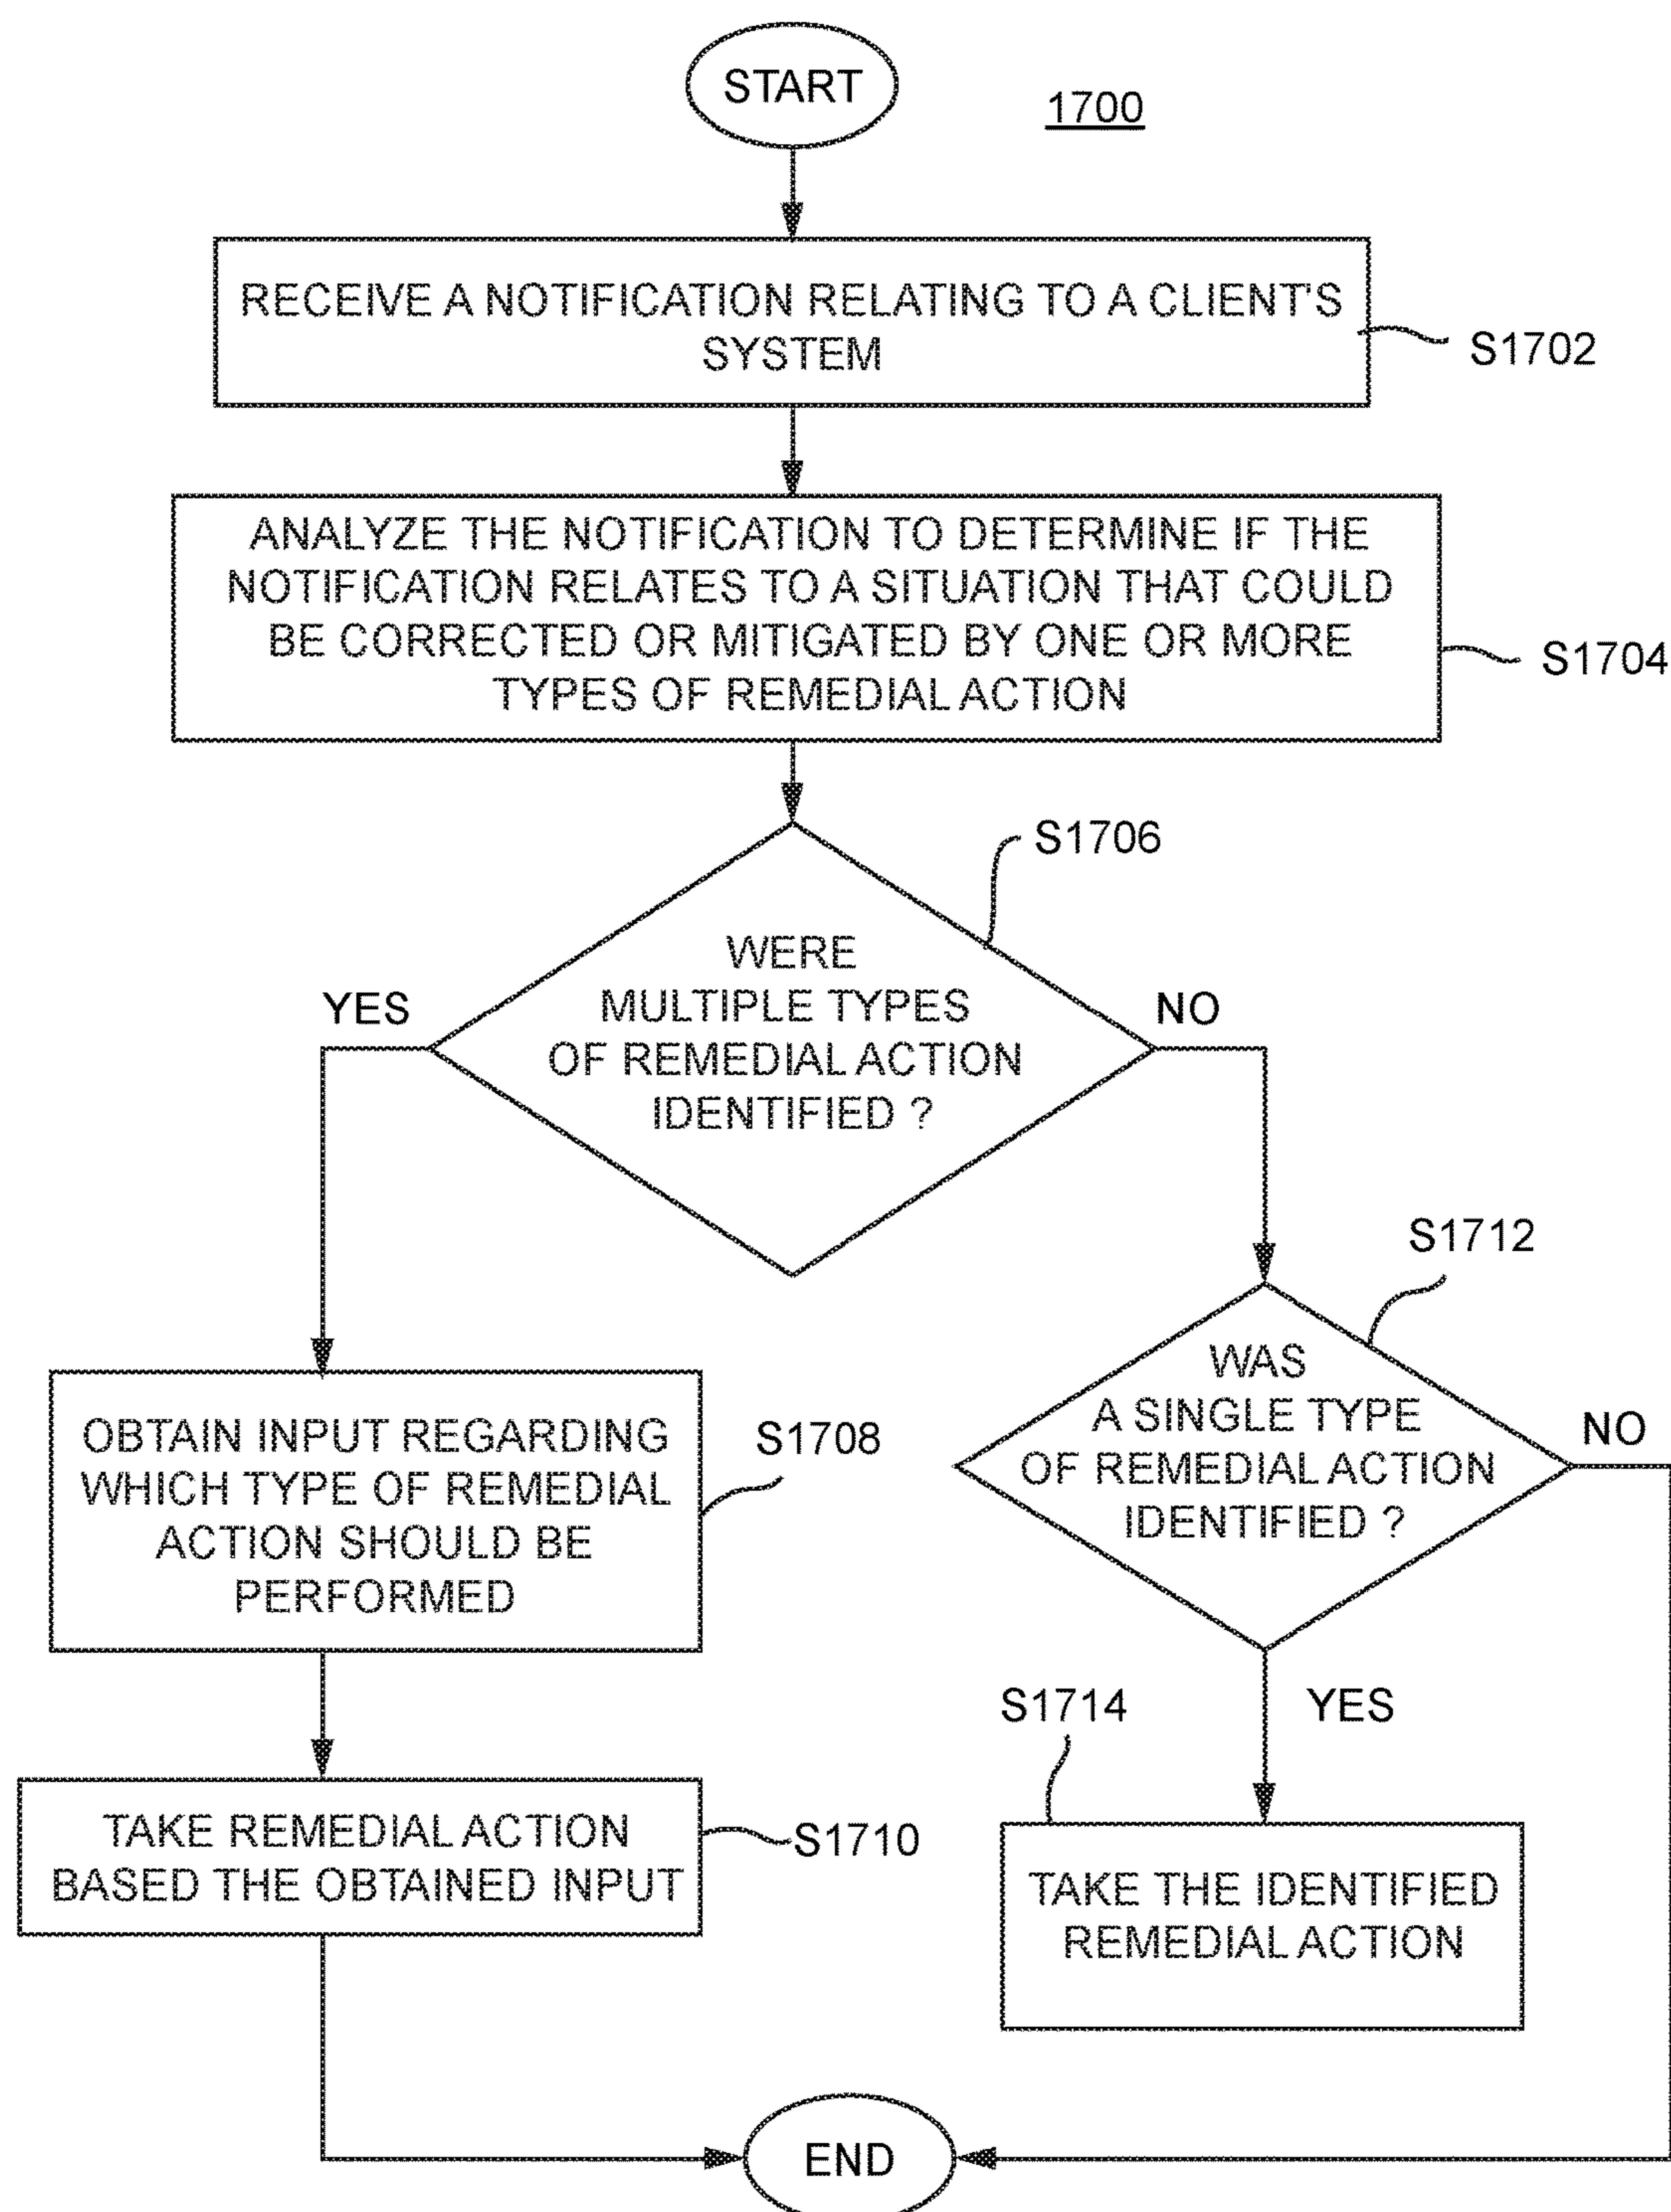 START
1700
RECEIVE A NOTIFICATION RELATING TO A CLIENT'S
SYSTEM
S1702
ANALYZE THE NOTIFICATION TO DETERMINE IF THE
NOTIFICATION RELATES TO A SITUATION THAT COULD
BE CORRECTED OR MITIGATED BY ONE OR MORE
TYPES OF REMEDIAL ACTION
S1704
S1706
WERE
MULTIPLE TYPES
OF REMEDIAL ACTION
IDENTIFIED ?
YES
NO
S1712
WAS
A SINGLE TYPE
OF REMEDIAL ACTION
IDENTIFIED ?
NO
OBTAIN INPUT REGARDING
WHICH TYPE OF REMEDIAL
ACTION SHOULD BE
PERFORMED
S1708
S1714
YES
TAKE REMEDIAL ACTION
BASED THE OBTAINED INPUT
S1710
TAKE THE IDENTIFIED
REMEDIAL ACTION
END